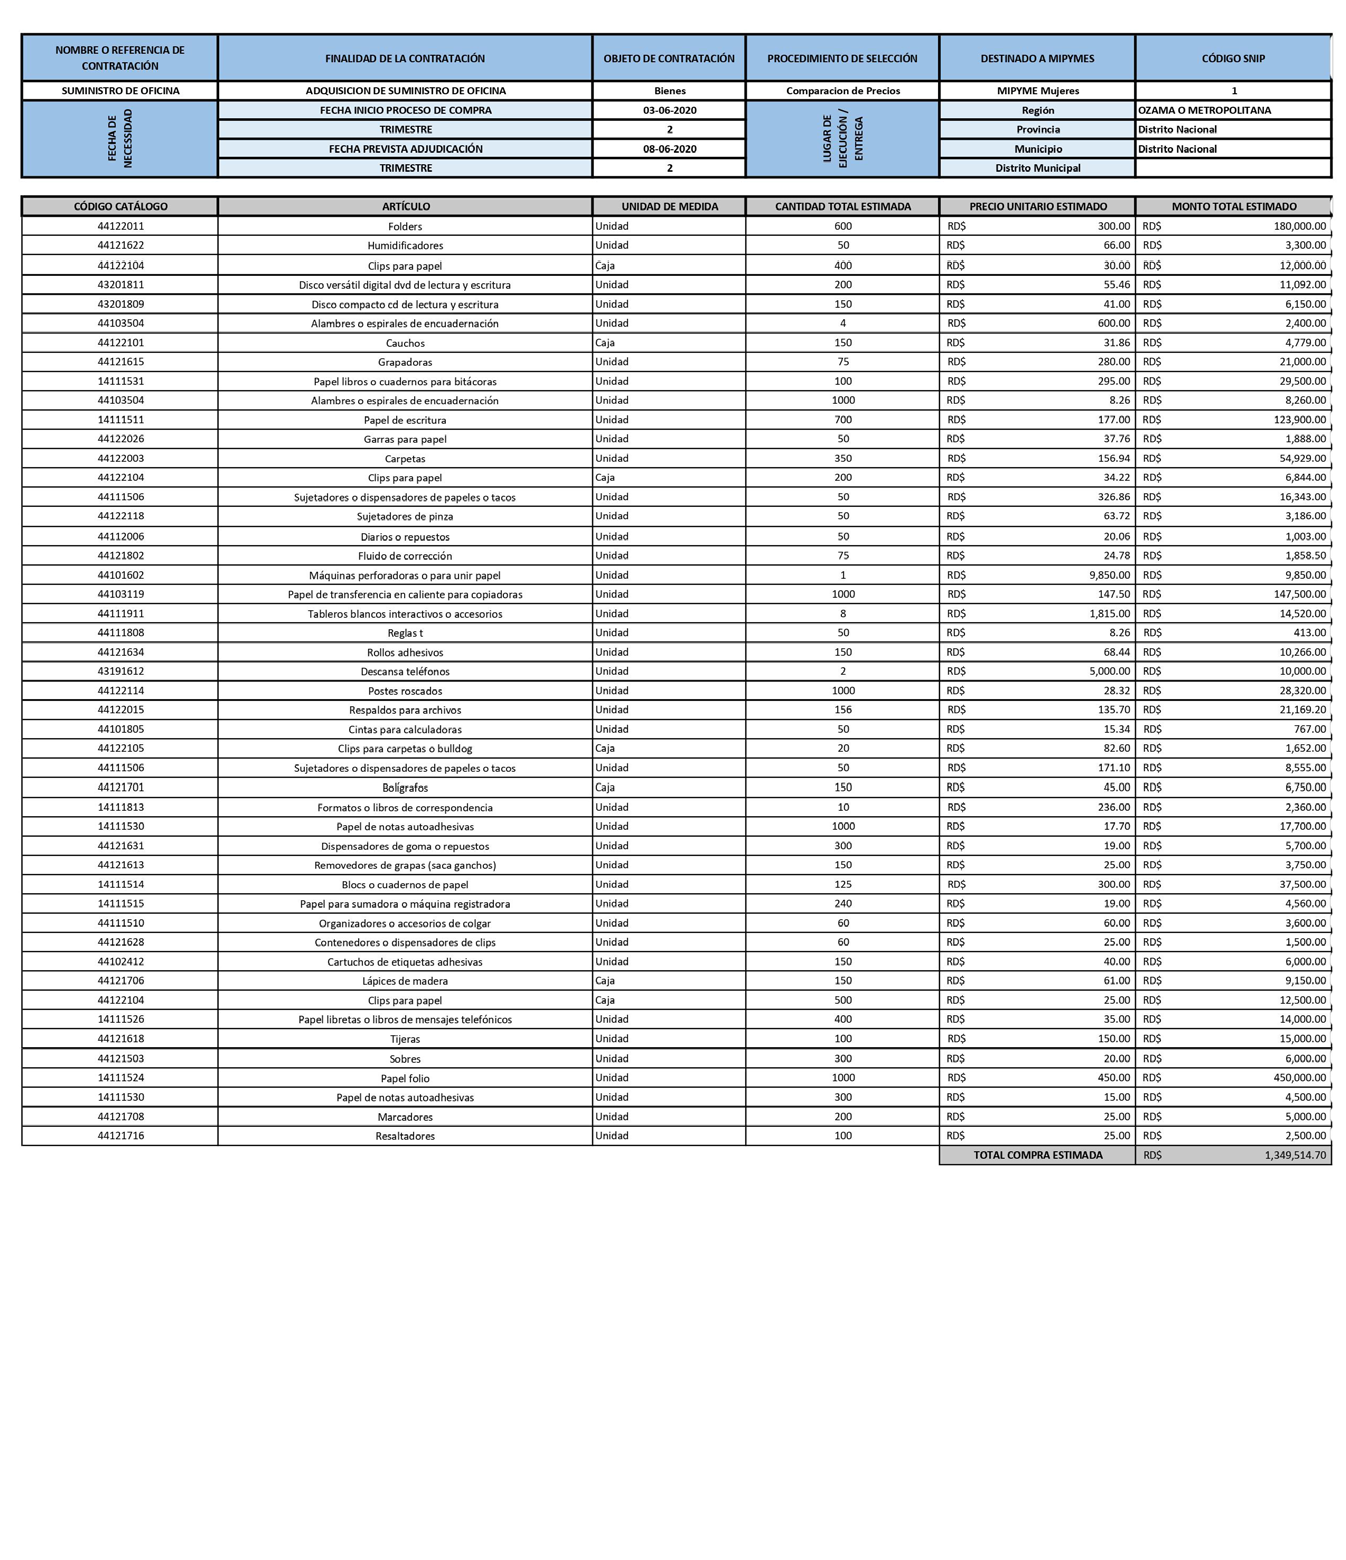 NOMBRE O REFERENCIA DE CONTRATACIÓN FINALIDAD DE LA CONTRATACIÓN OBJETO DE CONTRATACIÓN PROCEDIMIENTO DE SELECCIÓN DESTINADO A MIPYMES CÓDIGO SNIP
SUMINISTRO DE OFICINA ADQUISICION DE SUMINISTRO DE OFICINA Bienes Comparacion de Precios MIPYME Mujeres 1
FECHA DE NECESSIDAD FECHA INICIO PROCESO DE COMPRA 03-06-2020 LUGAR DE EJECUCIÓN / ENTREGA Región OZAMA O METROPOLITANA
TRIMESTRE 2 Provincia Distrito Nacional
FECHA PREVISTA ADJUDICACIÓN 08-06-2020 Municipio Distrito Nacional
TRIMESTRE 2 Distrito Municipal
CÓDIGO CATÁLOGO ARTÍCULO UNIDAD DE MEDIDA CANTIDAD TOTAL ESTIMADA PRECIO UNITARIO ESTIMADO MONTO TOTAL ESTIMADO
44122011 Folders Unidad 600 RD$ 300.00 RD$ 180,000.00
44121622 Humidificadores Unidad 50 RD$ 66.00 RD$ 3,300.00
44122104 Clips para papel Caja 400 RD$ 30.00 RD$ 12,000.00
43201811 Disco versátil digital dvd de lectura y escritura Unidad 200 RD$ 55.46 RD$ 11,092.00
43201809 Disco compacto cd de lectura y escritura Unidad 150 RD$ 41.00 RD$ 6,150.00
44103504 Alambres o espirales de encuadernación Unidad 4 RD$ 600.00 RD$ 2,400.00
44122101 Cauchos Caja 150 RD$ 31.86 RD$ 4,779.00
44121615 Grapadoras Unidad 75 RD$ 280.00 RD$ 21,000.00
14111531 Papel libros o cuadernos para bitácoras Unidad 100 RD$ 295.00 RD$ 29,500.00
44103504 Alambres o espirales de encuadernación Unidad 1000 RD$ 8.26 RD$ 8,260.00
14111511 Papel de escritura Unidad 700 RD$ 177.00 RD$ 123,900.00
44122026 Garras para papel Unidad 50 RD$ 37.76 RD$ 1,888.00
44122003 Carpetas Unidad 350 RD$ 156.94 RD$ 54,929.00
44122104 Clips para papel Caja 200 RD$ 34.22 RD$ 6,844.00
44111506 Sujetadores o dispensadores de papeles o tacos Unidad 50 RD$ 326.86 RD$ 16,343.00
44122118 Sujetadores de pinza Unidad 50 RD$ 63.72 RD$ 3,186.00
44112006 Diarios o repuestos Unidad 50 RD$ 20.06 RD$ 1,003.00
44121802 Fluido de corrección Unidad 75 RD$ 24.78 RD$ 1,858.50
44101602 Máquinas perforadoras o para unir papel Unidad 1 RD$ 9,850.00 RD$ 9,850.00
44103119 Papel de transferencia en caliente para copiadoras Unidad 1000 RD$ 147.50 RD$ 147,500.00
44111911 Tableros blancos interactivos o accesorios Unidad 8 RD$ 1,815.00 RD$ 14,520.00
44111808 Reglas t Unidad 50 RD$ 8.26 RD$ 413.00
44121634 Rollos adhesivos Unidad 150 RD$ 68.44 RD$ 10,266.00
43191612 Descansa teléfonos Unidad 2 RD$ 5,000.00 RD$ 10,000.00
44122114 Postes roscados Unidad 1000 RD$ 28.32 RD$ 28,320.00
44122015 Respaldos para archivos Unidad 156 RD$ 135.70 RD$ 21,169.20
44101805 Cintas para calculadoras Unidad 50 RD$ 15.34 RD$ 767.00
44122105 Clips para carpetas o bulldog Caja 20 RD$ 82.60 RD$ 1,652.00
44111506 Sujetadores o dispensadores de papeles o tacos Unidad 50 RD$ 171.10 RD$ 8,555.00
44121701 Bolígrafos Caja 150 RD$ 45.00 RD$ 6,750.00
14111813 Formatos o libros de correspondencia Unidad 10 RD$ 236.00 RD$ 2,360.00
14111530 Papel de notas autoadhesivas Unidad 1000 RD$ 17.70 RD$ 17,700.00
44121631 Dispensadores de goma o repuestos Unidad 300 RD$ 19.00 RD$ 5,700.00
44121613 Removedores de grapas (saca ganchos) Unidad 150 RD$ 25.00 RD$ 3,750.00
14111514 Blocs o cuadernos de papel Unidad 125 RD$ 300.00 RD$ 37,500.00
14111515 Papel para sumadora o máquina registradora Unidad 240 RD$ 19.00 RD$ 4,560.00
44111510 Organizadores o accesorios de colgar Unidad 60 RD$ 60.00 RD$ 3,600.00
44121628 Contenedores o dispensadores de clips Unidad 60 RD$ 25.00 RD$ 1,500.00
44102412 Cartuchos de etiquetas adhesivas Unidad 150 RD$ 40.00 RD$ 6,000.00
44121706 Lápices de madera Caja 150 RD$ 61.00 RD$ 9,150.00
44122104 Clips para papel Caja 500 RD$ 25.00 RD$ 12,500.00
14111526 Papel libretas o libros de mensajes telefónicos Unidad 400 RD$ 35.00 RD$ 14,000.00
44121618 Tijeras Unidad 100 RD$ 150.00 RD$ 15,000.00
44121503 Sobres Unidad 300 RD$ 20.00 RD$ 6,000.00
14111524 Papel folio Unidad 1000 RD$ 450.00 RD$ 450,000.00
14111530 Papel de notas autoadhesivas Unidad 300 RD$ 15.00 RD$ 4,500.00
44121708 Marcadores Unidad 200 RD$ 25.00 RD$ 5,000.00
44121716 Resaltadores Unidad 100 RD$ 25.00 RD$ 2,500.00
TOTAL COMPRA ESTIMADA RD$ 1,349,514.70